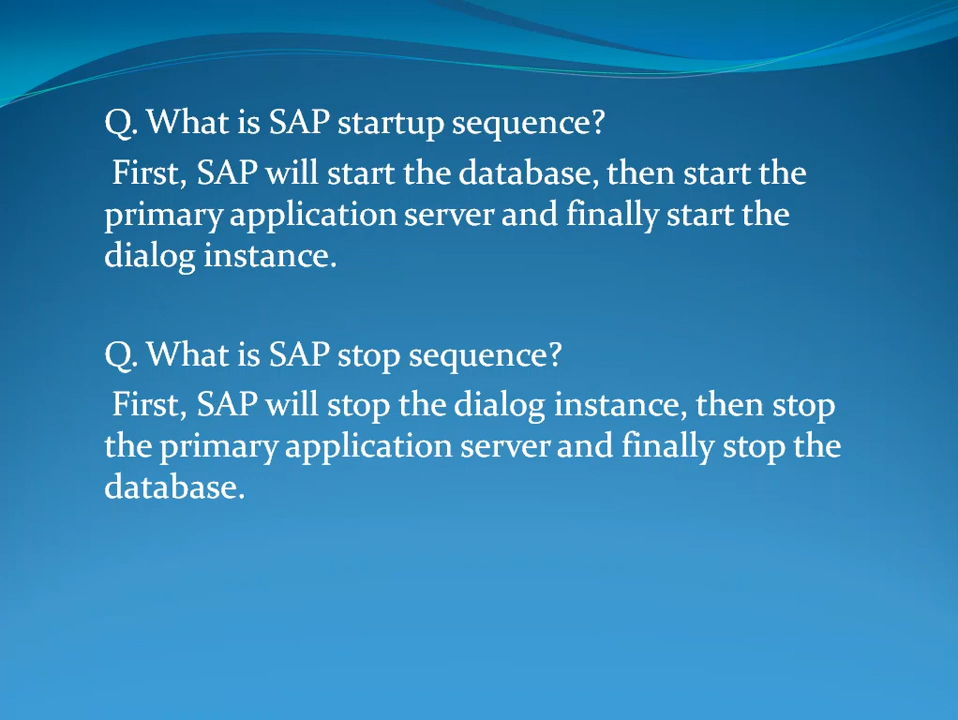 Q. What is SAP startup sequence?
First, SAP will start the database, then start the
primary application server and finally start the
dialog instance.
Q. What is SAP stop sequence?
First, SAP will stop the dialog instance, then stop
the primary application server and finally stop the
database.